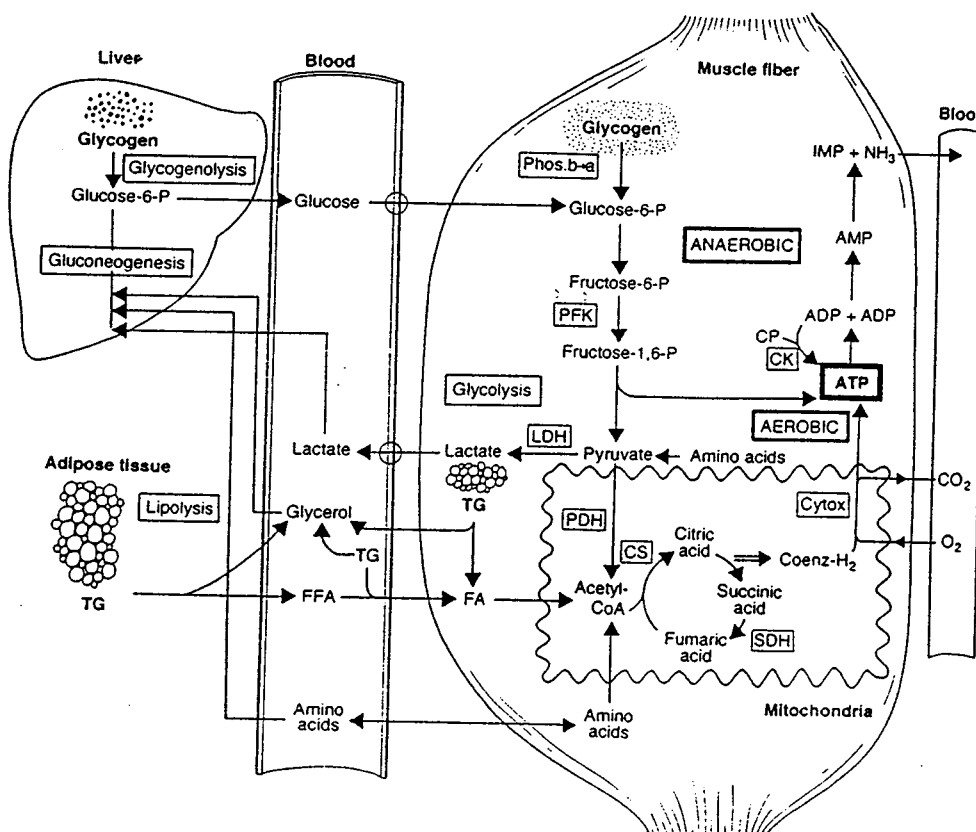 Liver
Blood
Muscle fiber
Bloo
Glycogen
Glycogenolysis
Glucose-6-P
Gluconeogenesis
Glucose
Glycogen
Phos.b→a
Glucose-6-P
IMP + NH₃
ANAEROBIC
AMP
Fructose-6-P
PFK
ADP + ADP
Fructose-1,6-P
CP
CK
ATP
Glycolysis
AEROBIC
Lactate
Lactate
LDH
Pyruvate
Amino acids
TG
Adipose tissue
Lipolysis
TG
Glycerol
TG
FFA
FA
PDH
CS
Citric
acid
Cytox
CO₂
O₂
Coenz-H₂
Acetyl-
CoA
Succinic
acid
Fumaric
acid
SDH
Mitochondria
Amino
acids
Amino
acids